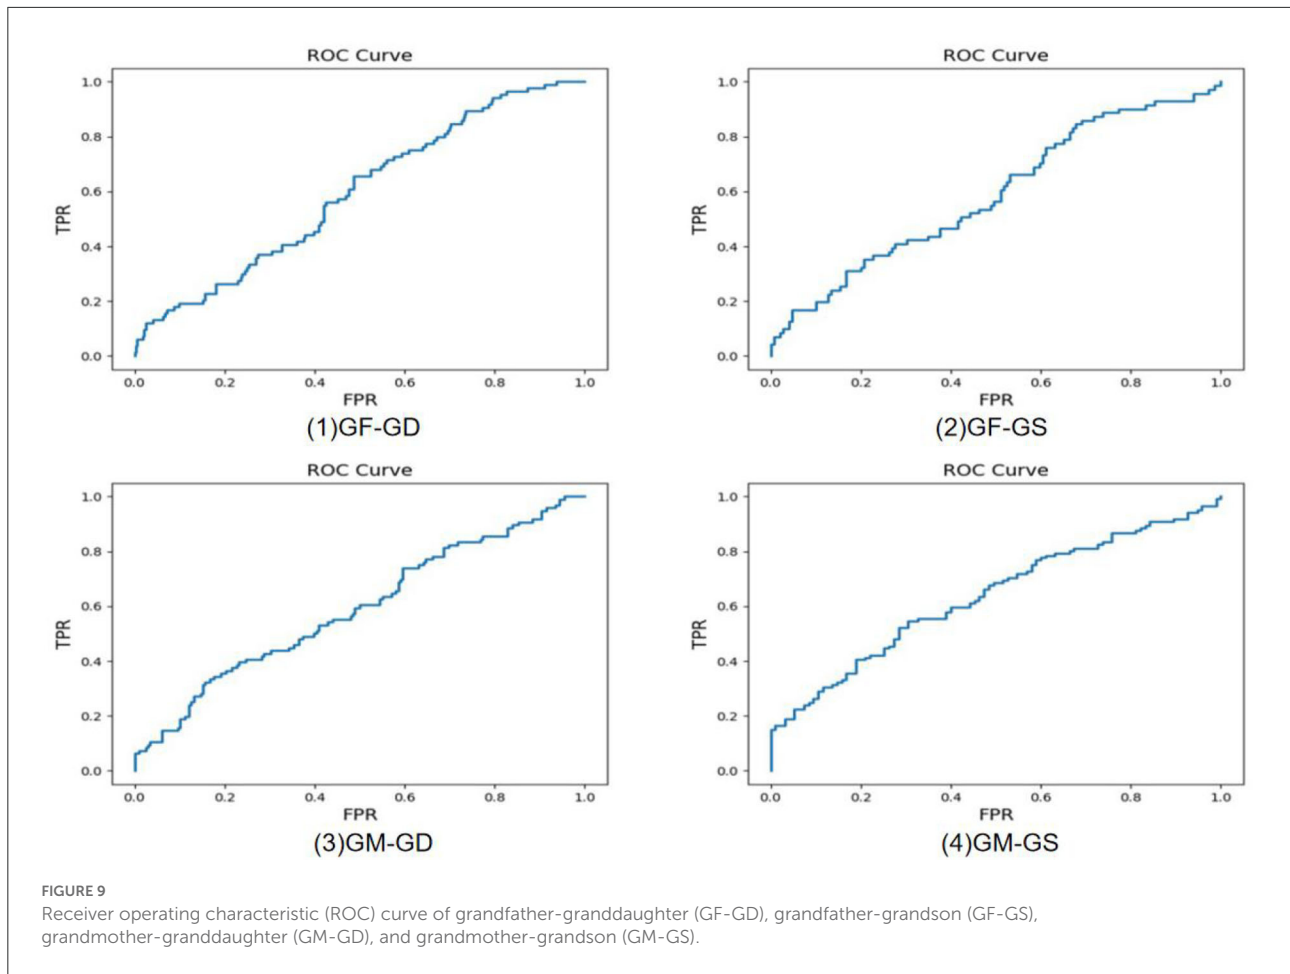 ROC Curve
1.0
0.8
0.6
0.4
0.2
0.0
TPR
0.0 0.2 0.4 0.6 0.8 1.0
FPR
(1)GF-GD
ROC Curve
1.0
0.8
0.6
0.4
0.2
0.0
TPR
0.0 0.2 0.4 0.6 0.8 1.0
FPR
(2)GF-GS
ROC Curve
1.0
0.8
0.6
0.4
0.2
0.0
TPR
0.0 0.2 0.4 0.6 0.8 1.0
FPR
(3)GM-GD
ROC Curve
1.0
0.8
0.6
0.4
0.2
0.0
TPR
0.0 0.2 0.4 0.6 0.8 1.0
FPR
(4)GM-GS
FIGURE 9
Receiver operating characteristic (ROC) curve of grandfather-granddaughter (GF-GD), grandfather-grandson (GF-GS),
grandmother-granddaughter (GM-GD), and grandmother-grandson (GM-GS).